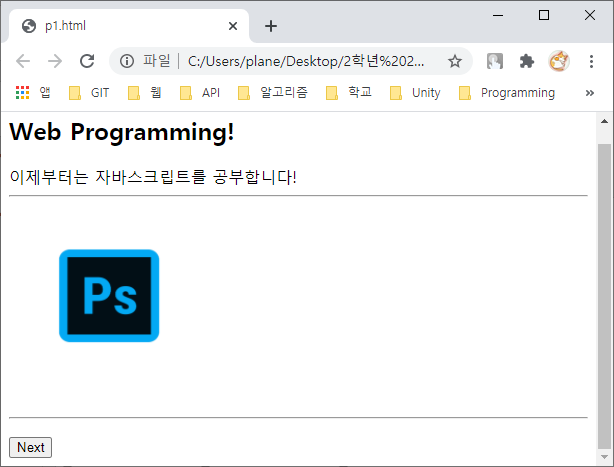 p1.html
파일 C:/Users/plane/Desktop/2학년%202...
앱 GIT 웹 API 알고리즘 학교 Unity Programming »
Web Programming!
이제부터는 자바스크립트를 공부합니다!
Ps
Next